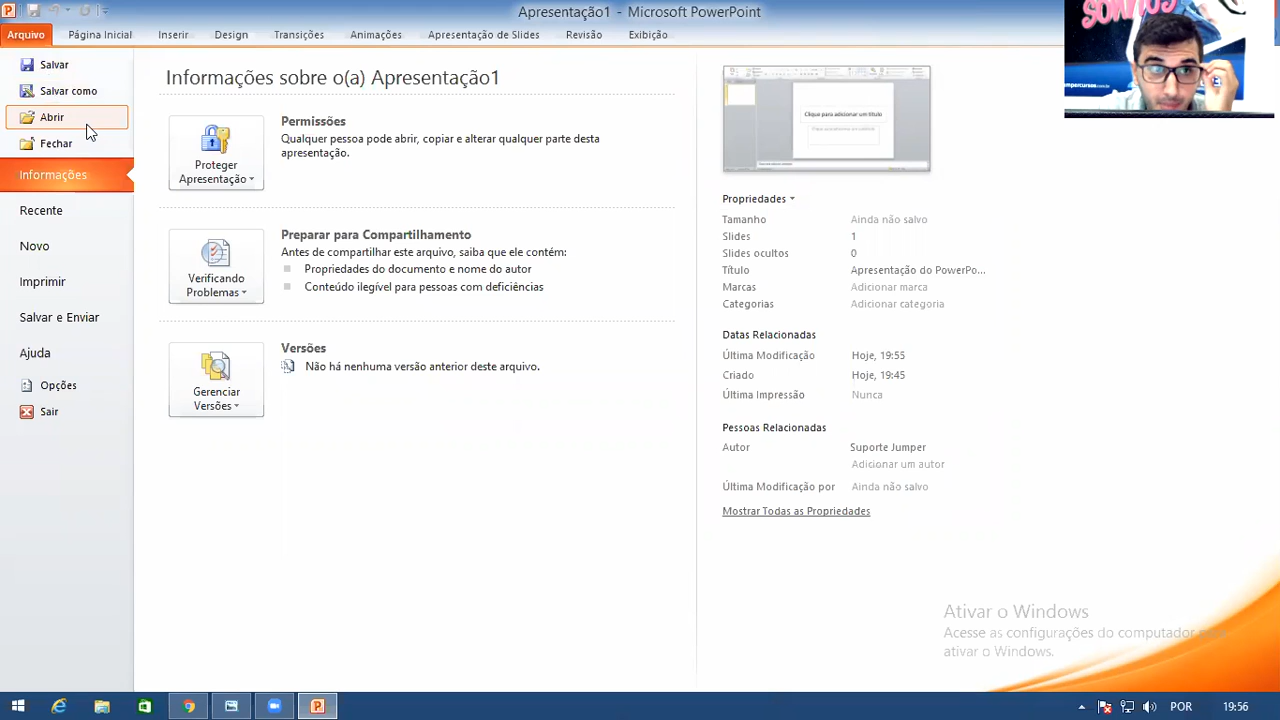 Apresentação1 - Microsoft PowerPoint
Arquivo Página Inicial Inserir Design Transições Animações Apresentação de Slides Revisão Exibição
Salvar
Salvar como
Abrir
Fechar
Informações
Recente
Novo
Imprimir
Salvar e Enviar
Ajuda
Opções
Sair
Informações sobre o(a) Apresentação1
Proteger
Apresentação
Permissões
Qualquer pessoa pode abrir, copiar e alterar qualquer parte desta
apresentação.
Verificando
Problemas
Preparar para Compartilhamento
Antes de compartilhar este arquivo, saiba que ele contém:
Propriedades do documento e nome do autor
Conteúdo ilegível para pessoas com deficiências
Gerenciar
Versões
Versões
Não há nenhuma versão anterior deste arquivo.
Clique para adicionar um título
Propriedades
Tamanho Ainda não salvo
Slides 1
Slides ocultos 0
Título Apresentação do PowerPo...
Marcas Adicionar marca
Categorias Adicionar categoria
Datas Relacionadas
Última Modificação Hoje, 19:55
Criado Hoje, 19:45
Última Impressão Nunca
Pessoas Relacionadas
Autor Suporte Jumper
Adicionar um autor
Última Modificação por Ainda não salvo
Mostrar Todas as Propriedades
Ativar o Windows
Acesse as configurações do computador
ativar o Windows.
POR 19:56